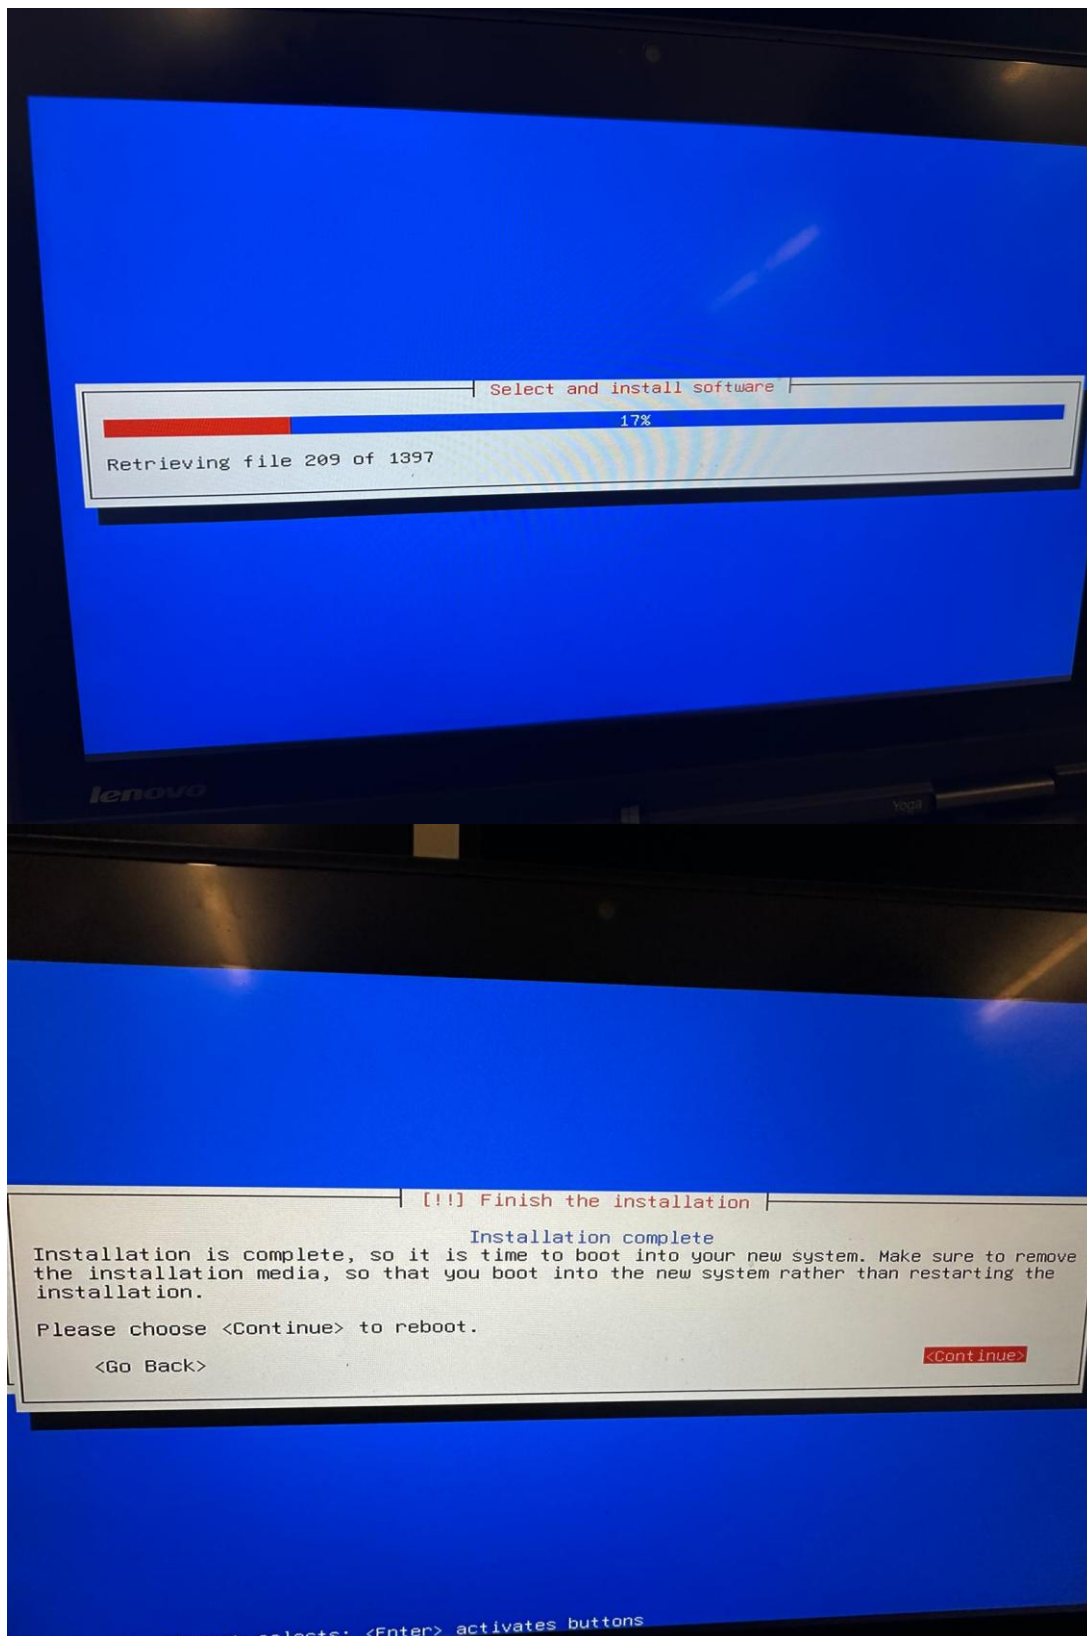 Select and install software
17%
Retrieving file 209 of 1397
lenovo
Yoga
[!!] Finish the installation
Installation complete
Installation is complete, so it is time to boot into your new system. Make sure to remove
the installation media, so that you boot into the new system rather than restarting the
installation.
Please choose <Continue> to reboot.
<Go Back>
<Continue>
<Enter> activates buttons